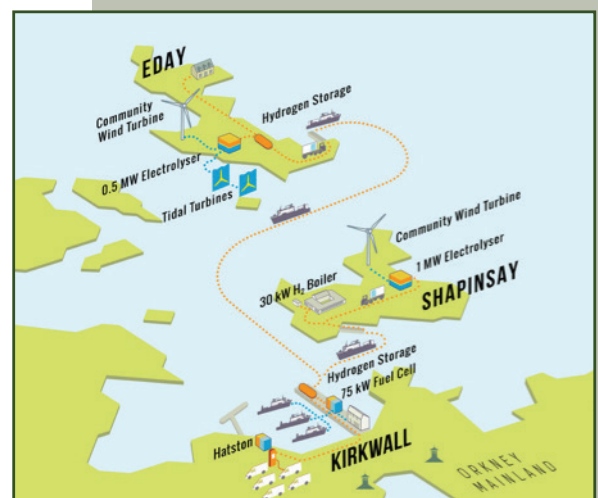 EDAY
Hydrogen Storage
Community
Wind Turbine
0.5 MW Electrolyser
Tidal Turbines
Community Wind Turbine
1 MW Electrolyser
30 kW H₂ Boiler
SHAPINSAY
Hydrogen Storage
75 kW Fuel Cell
Hatston
KIRKWALL
ORKNEY
MAINLAND